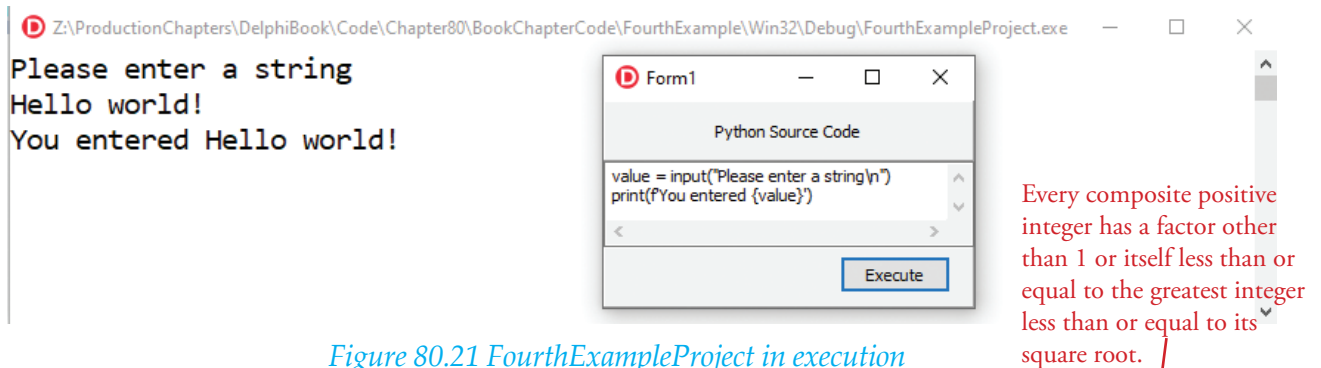 Z:\ProductionChapters\DelphiBook\Code\Chapter80\BookChapterCode\FourthExample\Win32\Debug\FourthExampleProject.exe
Please enter a string
Hello world!
You entered Hello world!
Form1
Python Source Code
value = input("Please enter a string\n")
print(f'You entered {value}')
Execute
Every composite positive
integer has a factor other
than 1 or itself less than or
equal to the greatest integer
less than or equal to its
square root.
Figure 80.21 FourthExampleProject in execution